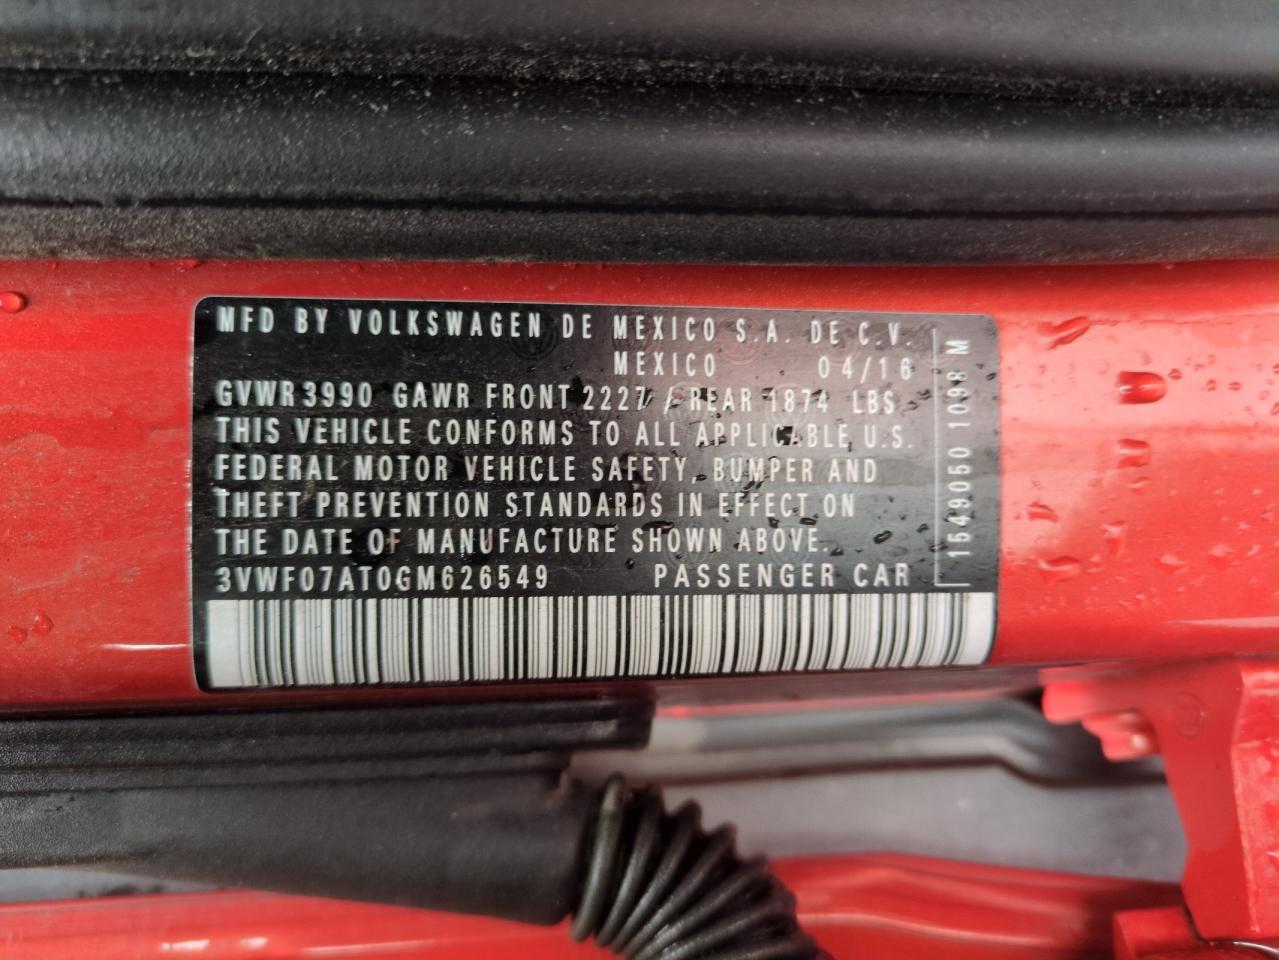 MFD BY VOLKSWAGEN DE MEXICO S.A. DE C.V.
MEXICO 04/16
GVWR 3990 GAWR FRONT 2227 / REAR 1874 LBS
THIS VEHICLE CONFORMS TO ALL APPLICABLE U.S.
FEDERAL MOTOR VEHICLE SAFETY, BUMPER AND
THEFT PREVENTION STANDARDS IN EFFECT ON
THE DATE OF MANUFACTURE SHOWN ABOVE.
3VWF07AT0GM626549 PASSENGER CAR
1549050 1098 M